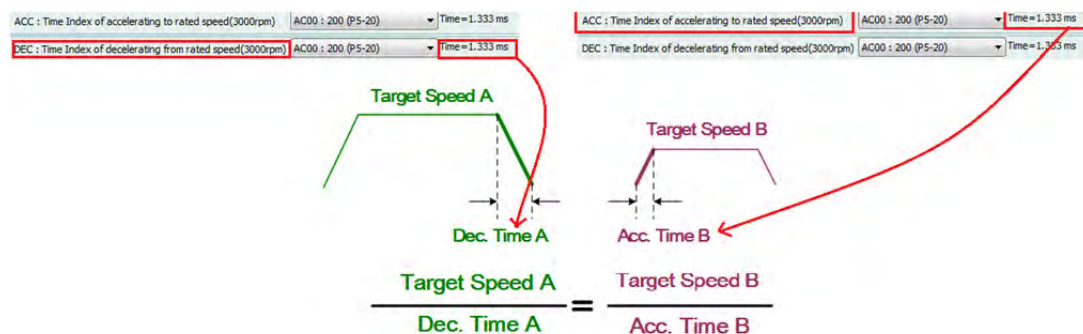 ACC : Time Index of accelerating to rated speed(3000rpm) AC00 : 200 (P5-20) Time=1.333 ms
DEC : Time Index of decelerating from rated speed(3000rpm) AC00 : 200 (P5-20) Time=1.333 ms
ACC : Time Index of accelerating to rated speed(3000rpm) AC00 : 200 (P5-20) Time=1.333 ms
DEC : Time Index of decelerating from rated speed(3000rpm) AC00 : 200 (P5-20) Time=1.333 ms
Target Speed A
Target Speed B
Dec. Time A
Acc. Time B
Target Speed A
Dec. Time A
=
Target Speed B
Acc. Time B